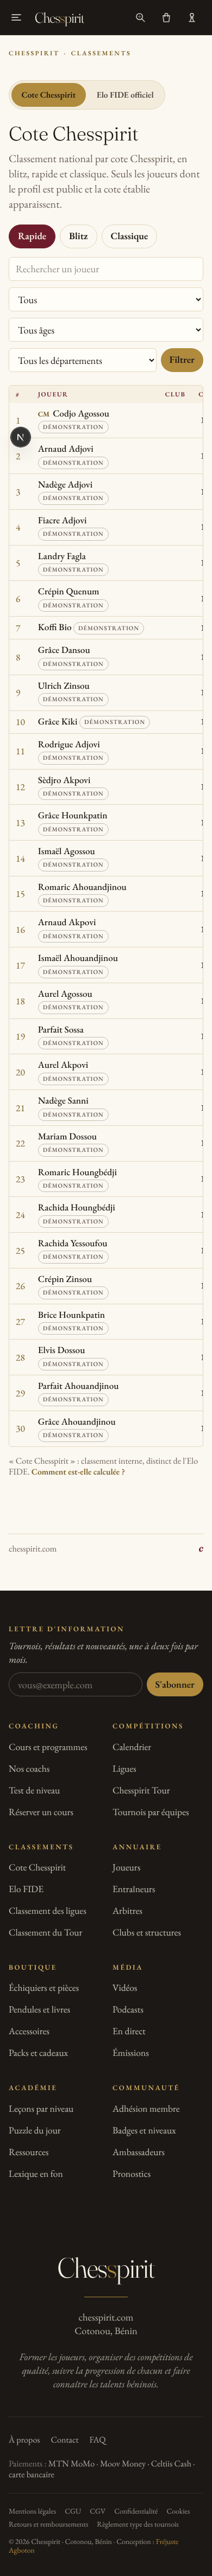 Chesspirit
CHESSPIRIT · CLASSEMENTS
Cote Chesspirit Elo FIDE officiel
Cote Chesspirit
Classement national par cote Chesspirit, en
blitz, rapide et classique. Seuls les joueurs dont
le profil est public et la cote établie
apparaissent.
Rapide Blitz Classique
Rechercher un joueur
Tous
Tous âges
Tous les départements Filtrer
# JOUEUR CLUB
1 CM Codjo Agossou
DÉMONSTRATION
N
2 Arnaud Adjovi
DÉMONSTRATION
3 Nadège Adjovi
DÉMONSTRATION
4 Fiacre Adjovi
DÉMONSTRATION
5 Landry Fagla
DÉMONSTRATION
6 Crépin Quenum
DÉMONSTRATION
7 Koffi Bio DÉMONSTRATION
8 Grâce Dansou
DÉMONSTRATION
9 Ulrich Zinsou
DÉMONSTRATION
10 Grâce Kiki DÉMONSTRATION
11 Rodrigue Adjovi
DÉMONSTRATION
12 Sèdjro Akpovi
DÉMONSTRATION
13 Grâce Hounkpatin
DÉMONSTRATION
14 Ismaël Agossou
DÉMONSTRATION
15 Romaric Ahouandjinou
DÉMONSTRATION
16 Arnaud Akpovi
DÉMONSTRATION
17 Ismaël Ahouandjinou
DÉMONSTRATION
18 Aurel Agossou
DÉMONSTRATION
19 Parfait Sossa
DÉMONSTRATION
20 Aurel Akpovi
DÉMONSTRATION
21 Nadège Sanni
DÉMONSTRATION
22 Mariam Dossou
DÉMONSTRATION
23 Romaric Houngbédji
DÉMONSTRATION
24 Rachida Houngbédji
DÉMONSTRATION
25 Rachida Yessoufou
DÉMONSTRATION
26 Crépin Zinsou
DÉMONSTRATION
27 Brice Hounkpatin
DÉMONSTRATION
28 Elvis Dossou
DÉMONSTRATION
29 Parfait Ahouandjinou
DÉMONSTRATION
30 Grâce Ahouandjinou
DÉMONSTRATION
« Cote Chesspirit » : classement interne, distinct de l'Elo
FIDE. Comment est-elle calculée ?
chesspirit.com c
LETTRE D'INFORMATION
Tournois, résultats et nouveautés, une à deux fois par
mois.
vous@exemple.com S'abonner
COACHING COMPÉTITIONS
Cours et programmes Calendrier
Nos coachs Ligues
Test de niveau Chesspirit Tour
Réserver un cours Tournois par équipes
CLASSEMENTS ANNUAIRE
Cote Chesspirit Joueurs
Elo FIDE Entraîneurs
Classement des ligues Arbitres
Classement du Tour Clubs et structures
BOUTIQUE MÉDIA
Échiquiers et pièces Vidéos
Pendules et livres Podcasts
Accessoires En direct
Packs et cadeaux Émissions
ACADÉMIE COMMUNAUTÉ
Leçons par niveau Adhésion membre
Puzzle du jour Badges et niveaux
Ressources Ambassadeurs
Lexique en fon Pronostics
Chesspirit
chesspirit.com
Cotonou, Bénin
Former les joueurs, organiser des compétitions de
qualité, suivre la progression de chacun et faire
connaître les talents béninois.
À propos Contact FAQ
Paiements : MTN MoMo · Moov Money · Celtiis Cash ·
carte bancaire
Mentions légales CGU CGV Confidentialité Cookies
Retours et remboursements Règlement type des tournois
© 2026 Chesspirit · Cotonou, Bénin · Conception : Fréjuste
Agboton